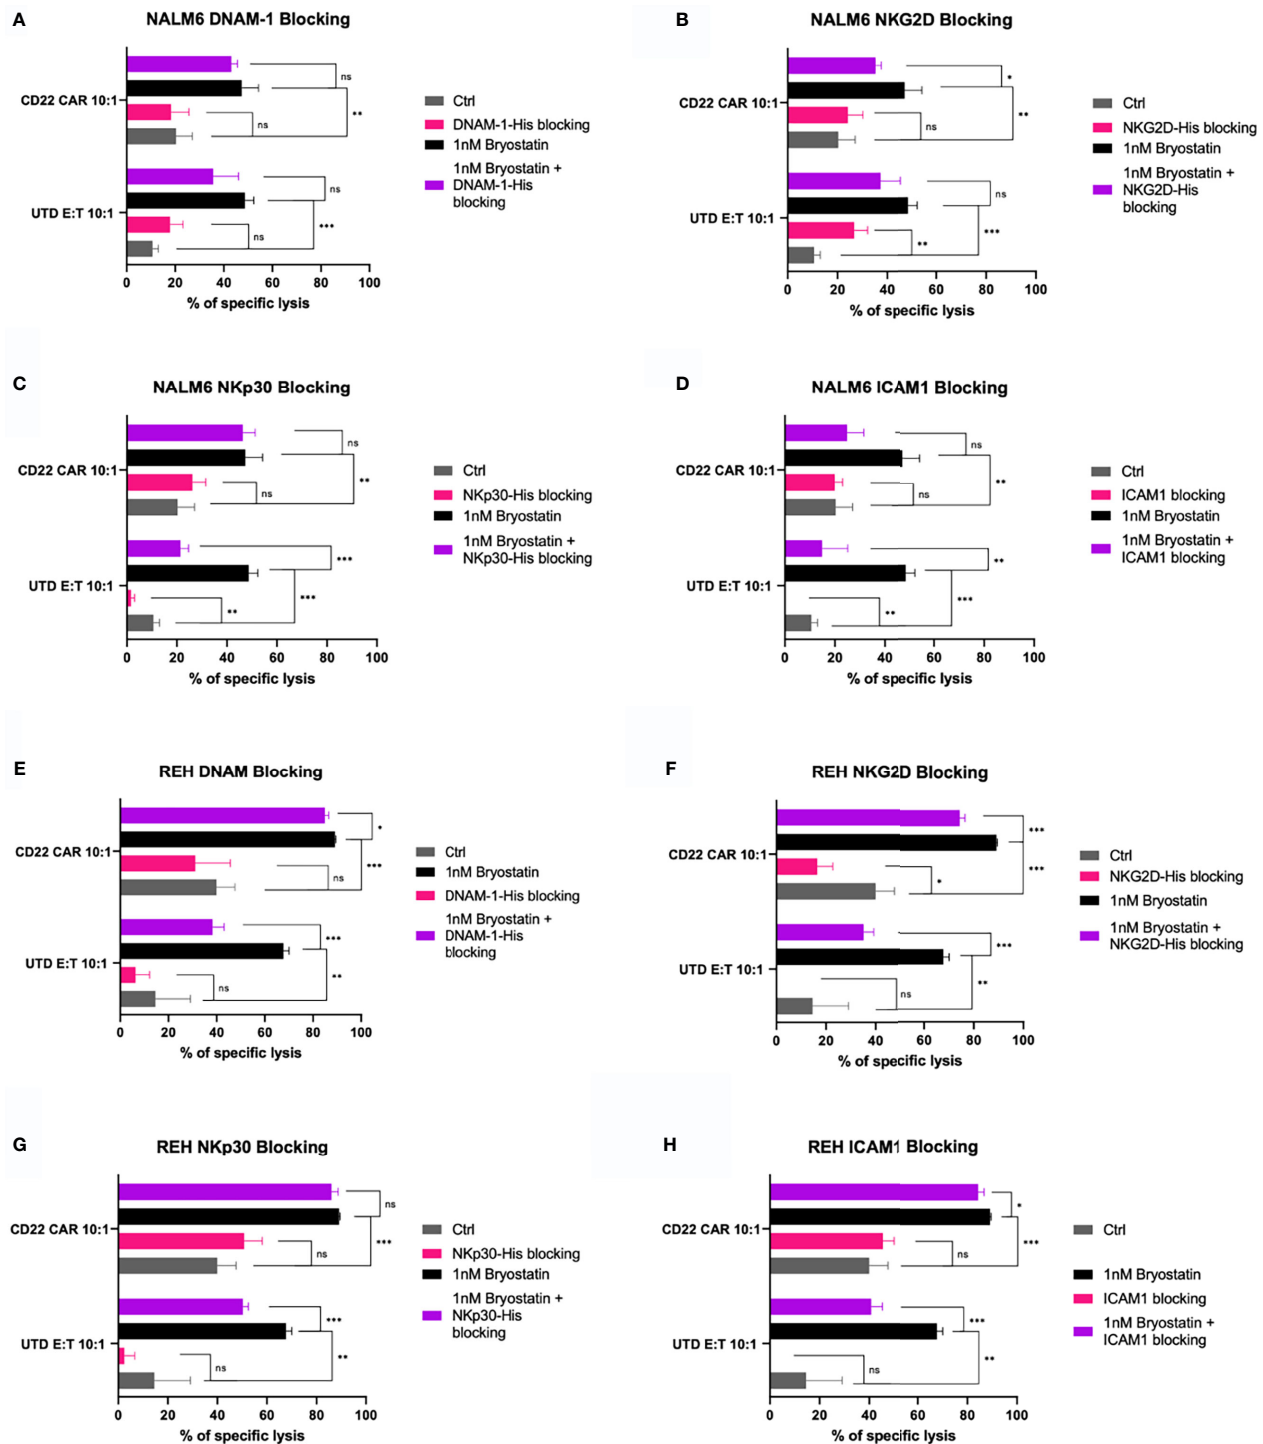 A
NALM6 DNAM-1 Blocking
CD22 CAR 10:1
UTD E:T 10:1
ns
**
ns
ns
***
ns
0 20 40 60 80 100
% of specific lysis
Ctrl
DNAM-1-His blocking
1nM Bryostatin
1nM Bryostatin +
DNAM-1-His
blocking
B
NALM6 NKG2D Blocking
CD22 CAR 10:1
UTD E:T 10:1
*
**
ns
ns
***
**
0 20 40 60 80 100
% of specific lysis
Ctrl
NKG2D-His blocking
1nM Bryostatin
1nM Bryostatin +
NKG2D-His
blocking
C
NALM6 NKp30 Blocking
CD22 CAR 10:1
UTD E:T 10:1
ns
**
ns
***
***
**
0 20 40 60 80 100
% of specific lysis
Ctrl
NKp30-His blocking
1nM Bryostatin
1nM Bryostatin +
NKp30-His blocking
D
NALM6 ICAM1 Blocking
CD22 CAR 10:1
UTD E:T 10:1
ns
**
ns
**
***
**
0 20 40 60 80 100
% of specific lysis
Ctrl
ICAM1 blocking
1nM Bryostatin
1nM Bryostatin +
ICAM1 blocking
E
REH DNAM Blocking
CD22 CAR 10:1
UTD E:T 10:1
*
***
ns
***
**
ns
0 20 40 60 80 100
% of specific lysis
Ctrl
1nM Bryostatin
DNAM-1-His blocking
1nM Bryostatin +
DNAM-1-His
blocking
F
REH NKG2D Blocking
CD22 CAR 10:1
UTD E:T 10:1
***
***
*
***
**
ns
0 20 40 60 80 100
% of specific lysis
Ctrl
NKG2D-His blocking
1nM Bryostatin
1nM Bryostatin +
NKG2D-His blocking
G
REH NKp30 Blocking
CD22 CAR 10:1
UTD E:T 10:1
ns
***
ns
***
**
ns
0 20 40 60 80 100
% of specific lysis
Ctrl
NKp30-His blocking
1nM Bryostatin
1nM Bryostatin +
NKp30-His
blocking
H
REH ICAM1 Blocking
CD22 CAR 10:1
UTD E:T 10:1
*
***
ns
***
**
ns
0 20 40 60 80 100
% of specific lysis
Ctrl
1nM Bryostatin
ICAM1 blocking
1nM Bryostatin +
ICAM1 blocking